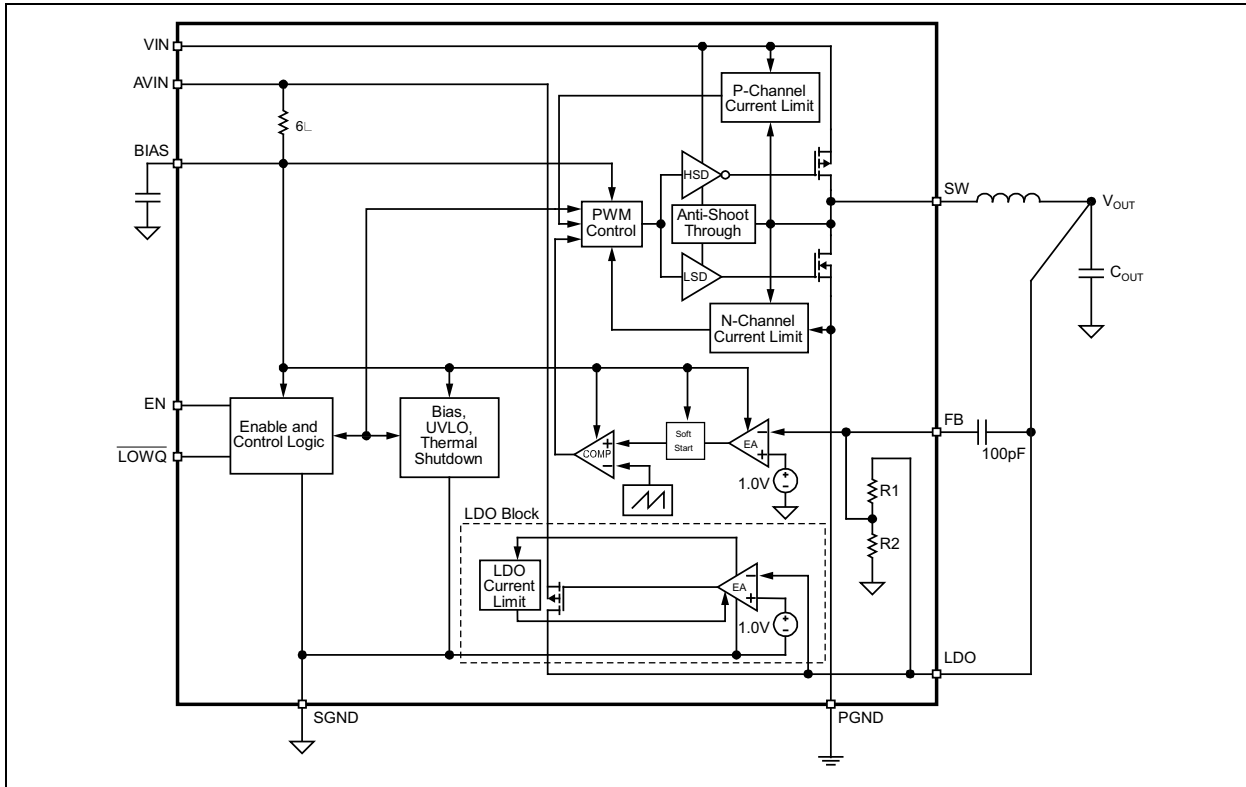 VIN
AVIN
P-Channel
Current Limit
6
BIAS
HSD
SW
VOUT
PWM
Control
Anti-Shoot
Through
LSD
COUT
N-Channel
Current Limit
EN
Enable and
Control Logic
LOWQ
Bias,
UVLO,
Thermal
Shutdown
COMP
+
−
Soft
Start
EA
−
+
1.0V
+
−
FB
100pF
R1
R2
LDO Block
LDO
Current
Limit
EA
−
+
1.0V
+
−
LDO
SGND
PGND